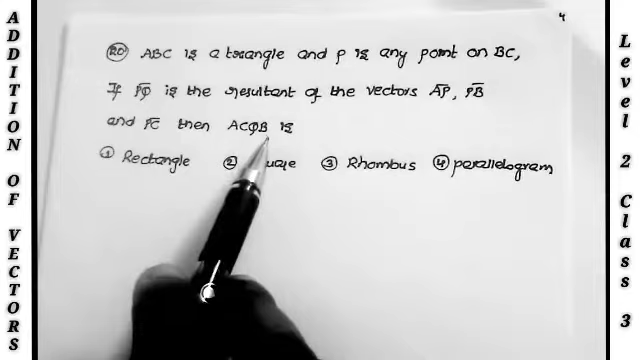 4
20 ABC is a triangle and P is any point on BC,
If PQ is the resultant of the vectors AP, PB
and PC then ACQB is
1 Rectangle 2 3 Rhombus 4 parallelogram
ADDITION OF VECTORS
Level 2 Class 3